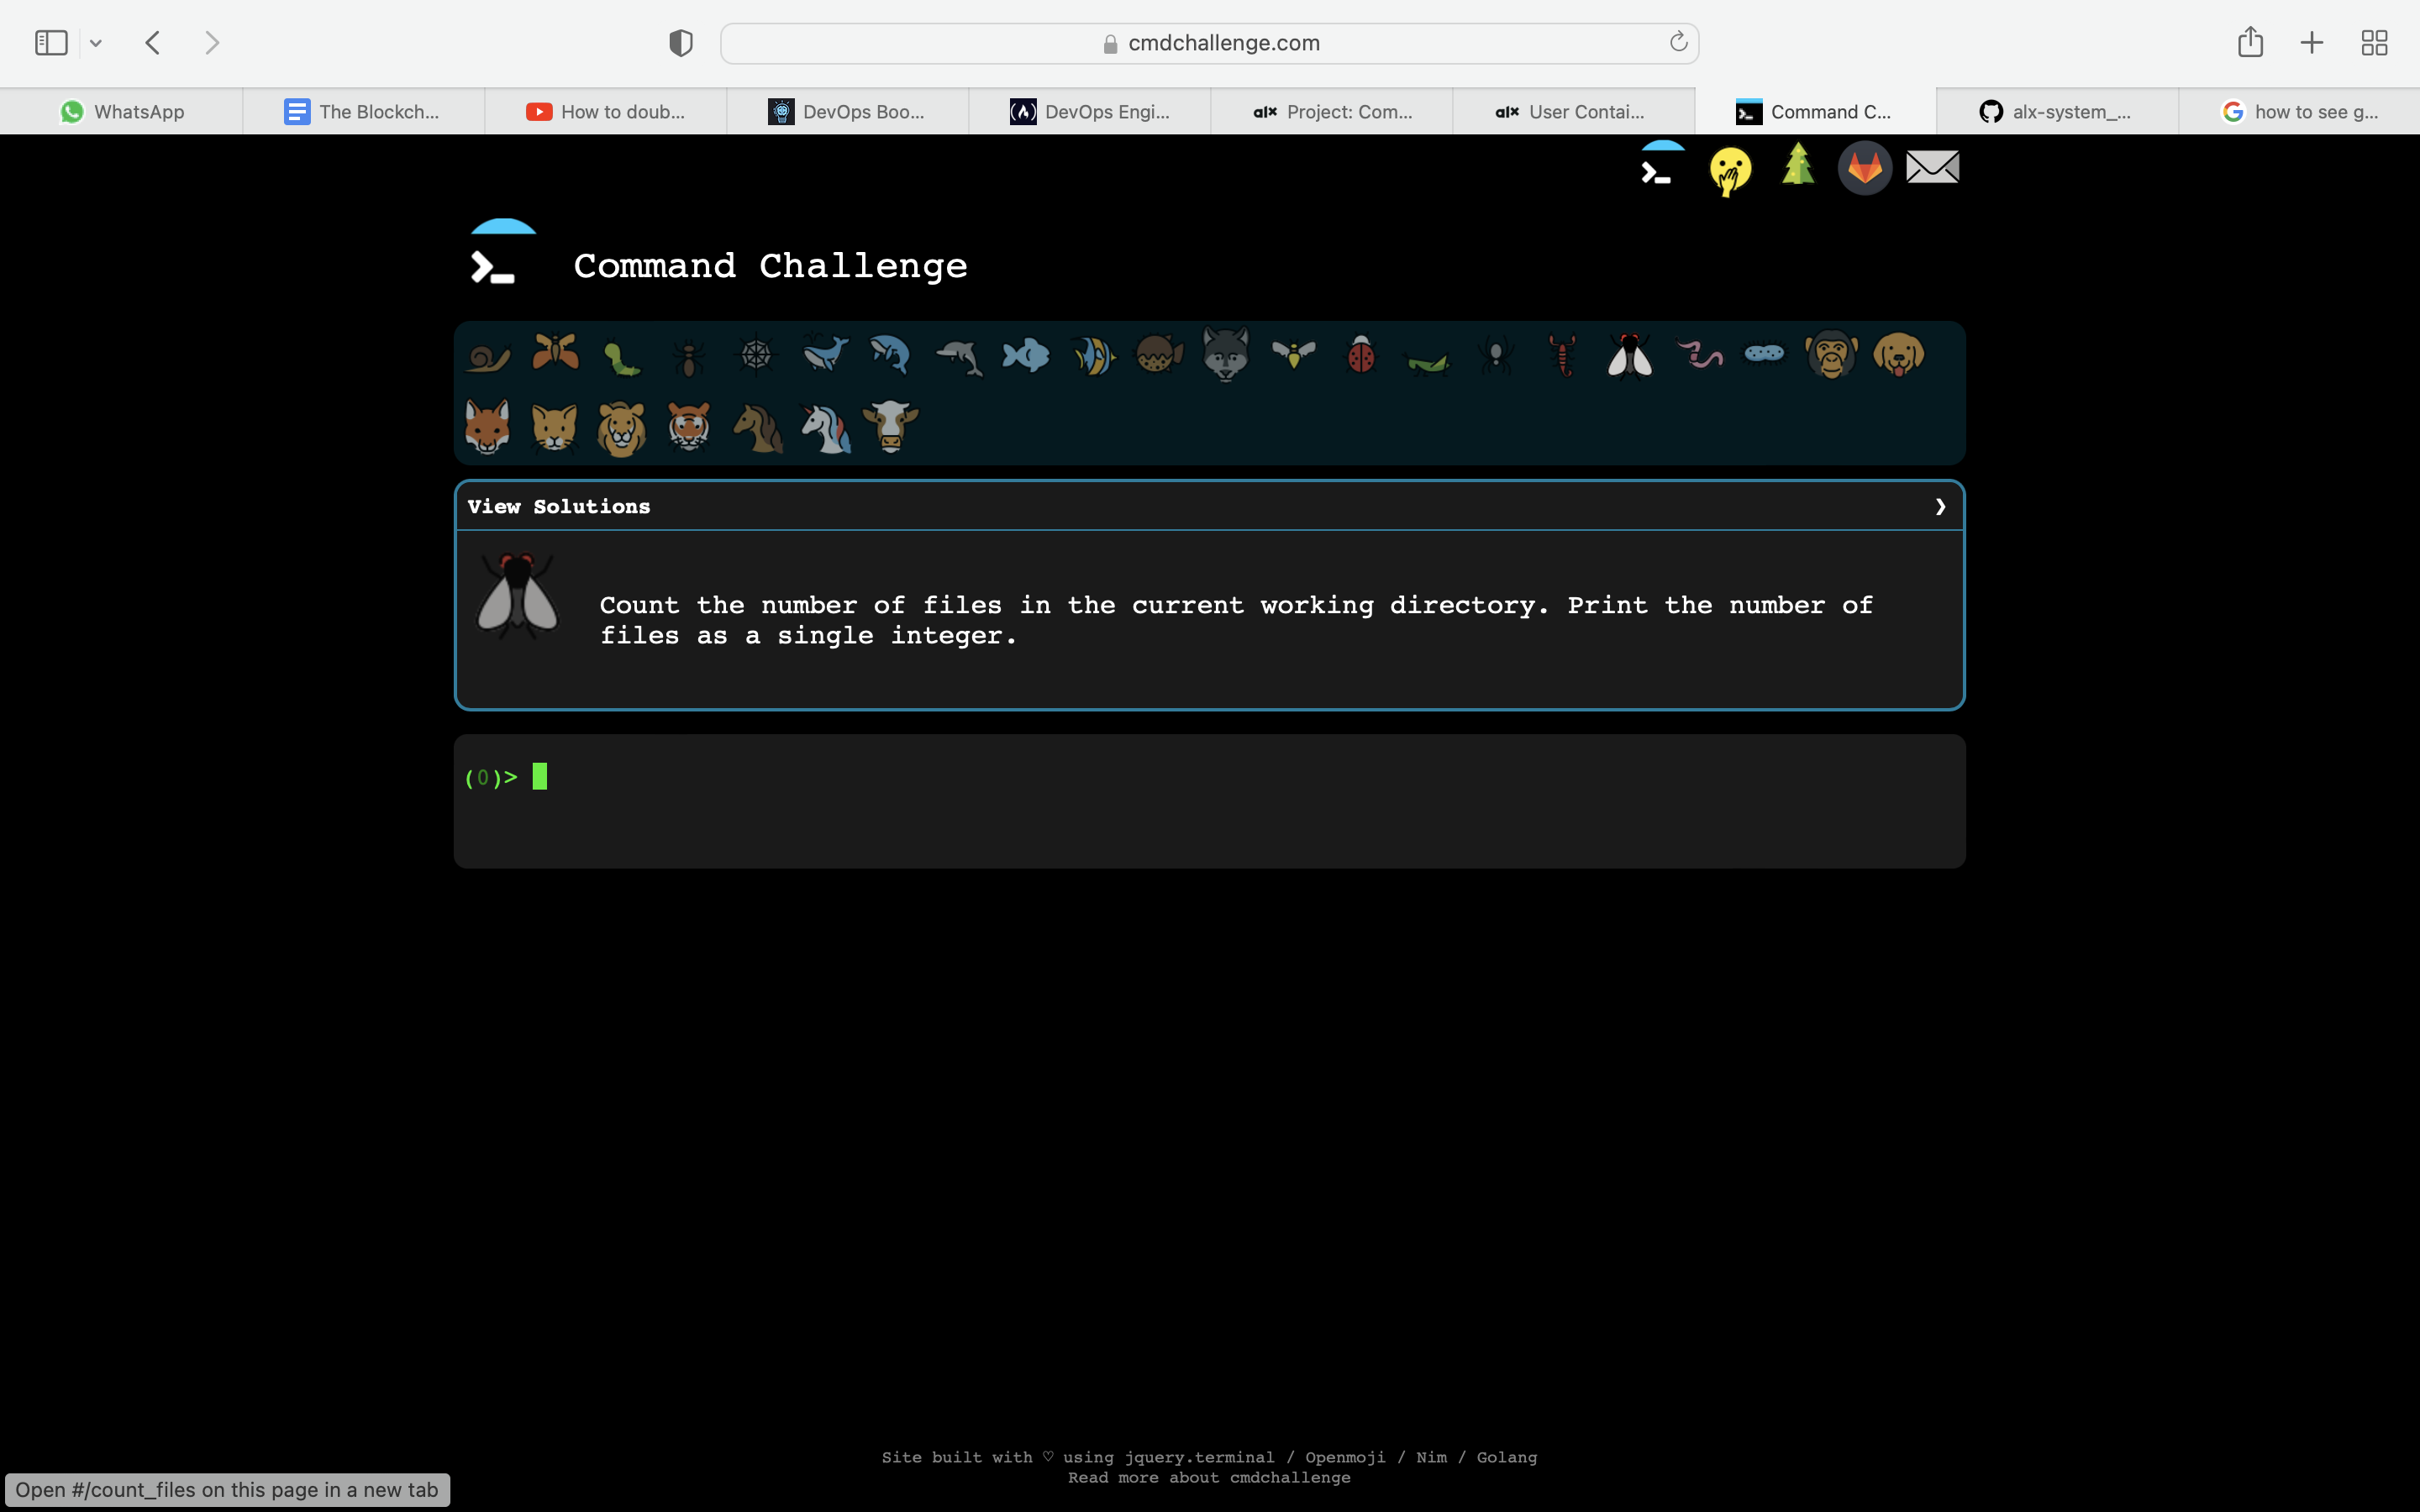 cmdchallenge.com
WhatsApp
The Blockch...
How to doub...
DevOps Boo...
DevOps Engi...
alx Project: Com...
alx User Contai...
Command C...
alx-system_...
how to see g...
Command Challenge
View Solutions ❯
Count the number of files in the current working directory. Print the number of
files as a single integer.
(0)>
Site built with ♡ using jquery.terminal / Openmoji / Nim / Golang
Read more about cmdchallenge
Open #/count_files on this page in a new tab